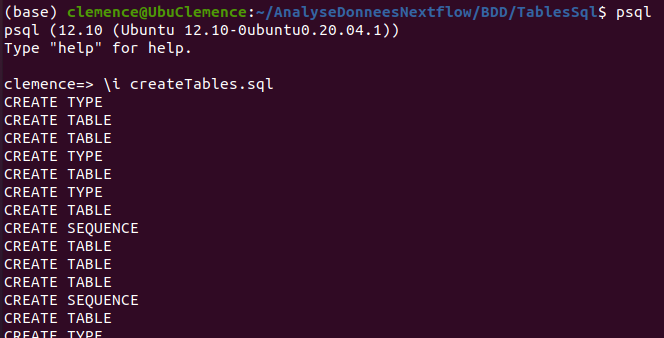 (base) clemence@UbuClemence:~/AnalyseDonneesNextflow/BDD/TablesSql$ psql
psql (12.10 (Ubuntu 12.10-0ubuntu0.20.04.1))
Type "help" for help.
clemence=> \i createTables.sql
CREATE TYPE
CREATE TABLE
CREATE TABLE
CREATE TYPE
CREATE TABLE
CREATE TYPE
CREATE TABLE
CREATE SEQUENCE
CREATE TABLE
CREATE TABLE
CREATE TABLE
CREATE SEQUENCE
CREATE TABLE
CREATE TYPE